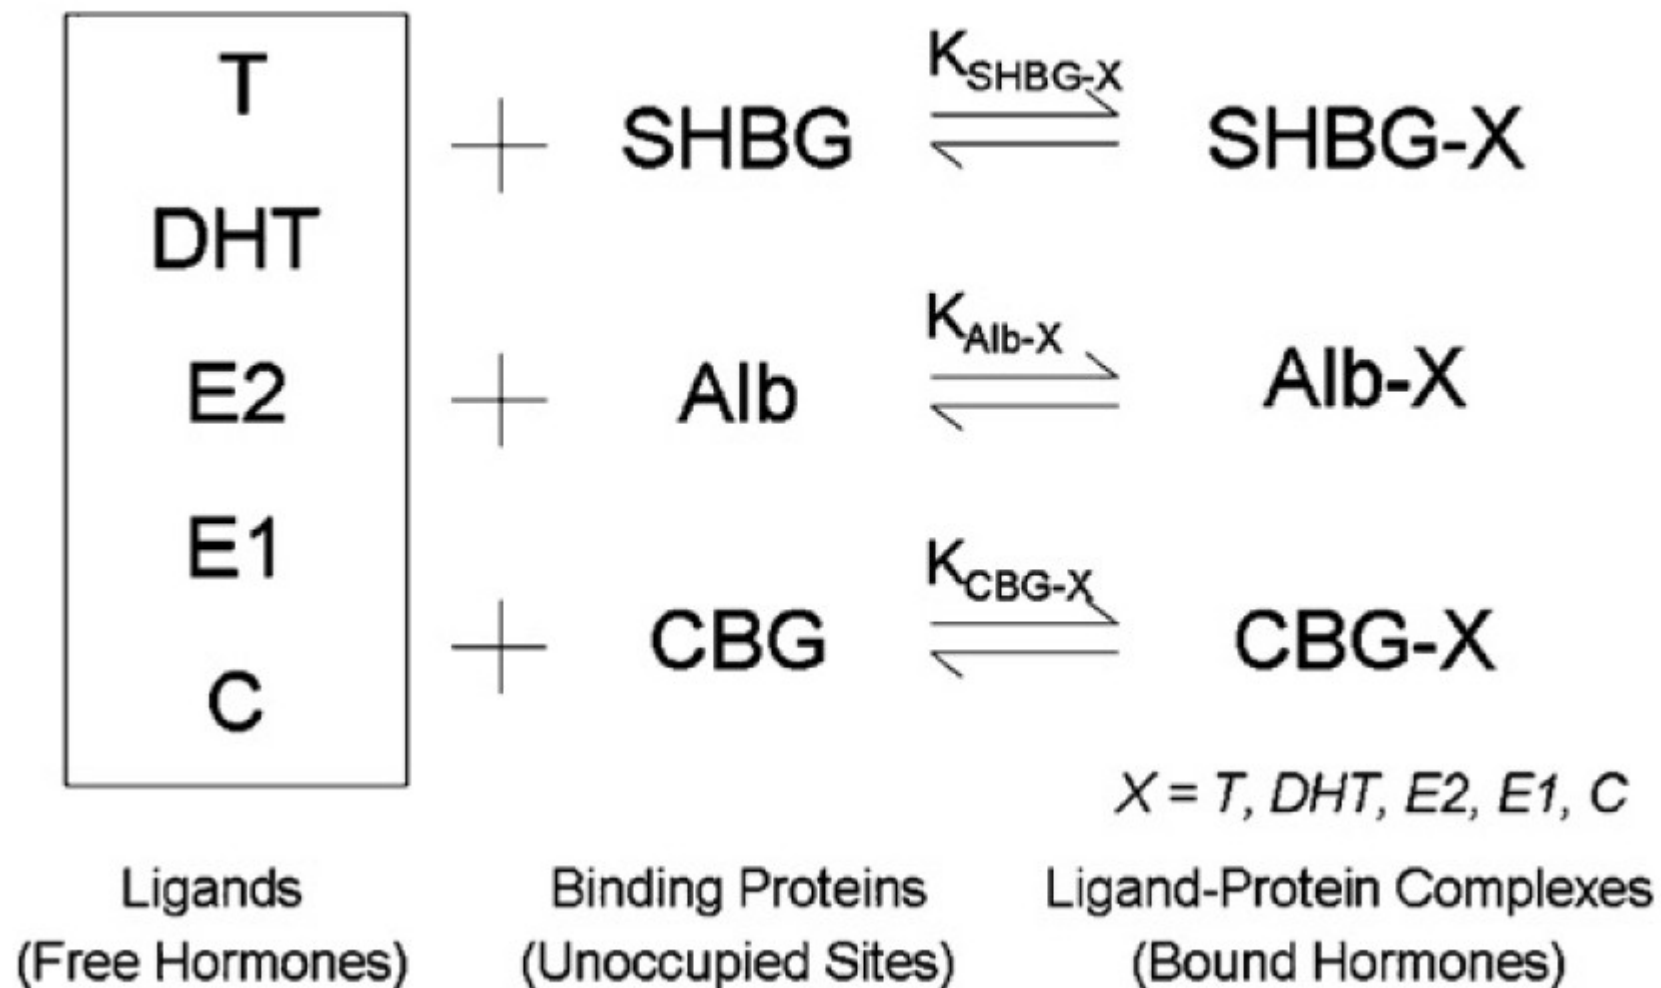 T
DHT
E2
E1
C
+ SHBG K_SHBG-X ⇌ SHBG-X
+ Alb K_Alb-X ⇌ Alb-X
+ CBG K_CBG-X ⇌ CBG-X
X = T, DHT, E2, E1, C
Ligands
(Free Hormones)
Binding Proteins
(Unoccupied Sites)
Ligand-Protein Complexes
(Bound Hormones)